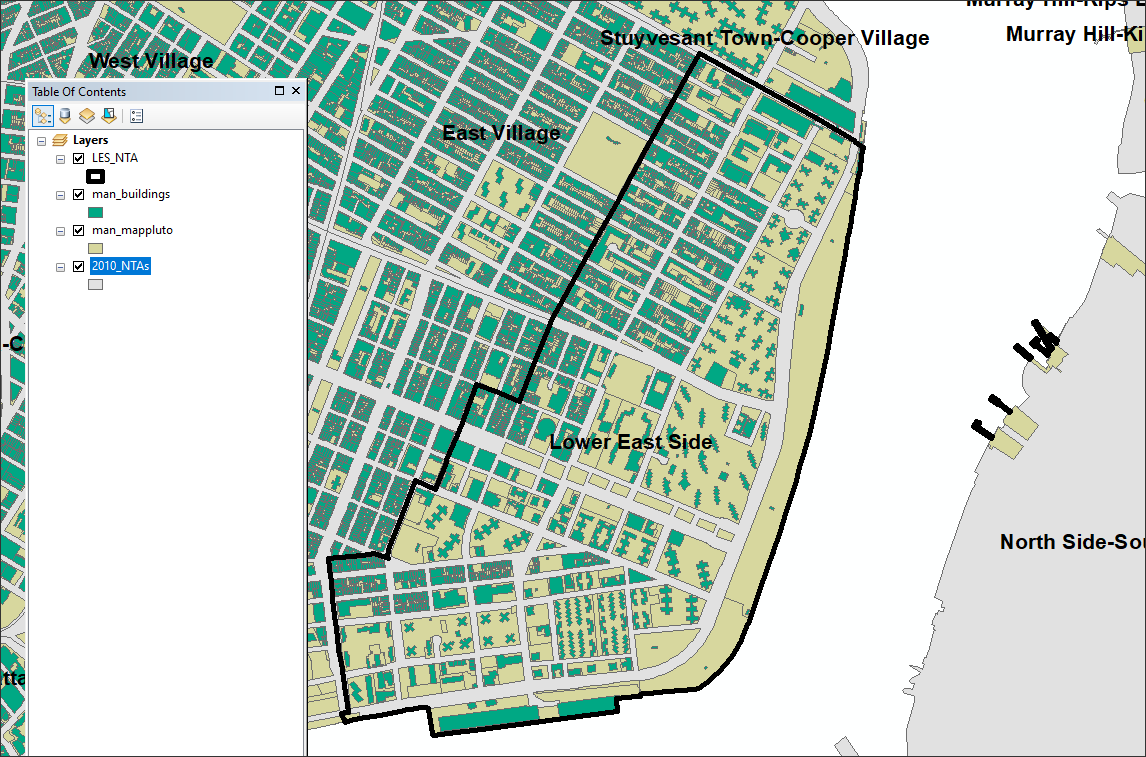 Murray Hill-Kips
Murray Hill-Ki
Stuyvesant Town-Cooper Village
West Village
Table Of Contents
East Village
Layers
LES_NTA
man_buildings
man_mappluto
2010_NTAs
-C
Lower East Side
North Side-Sou
tta